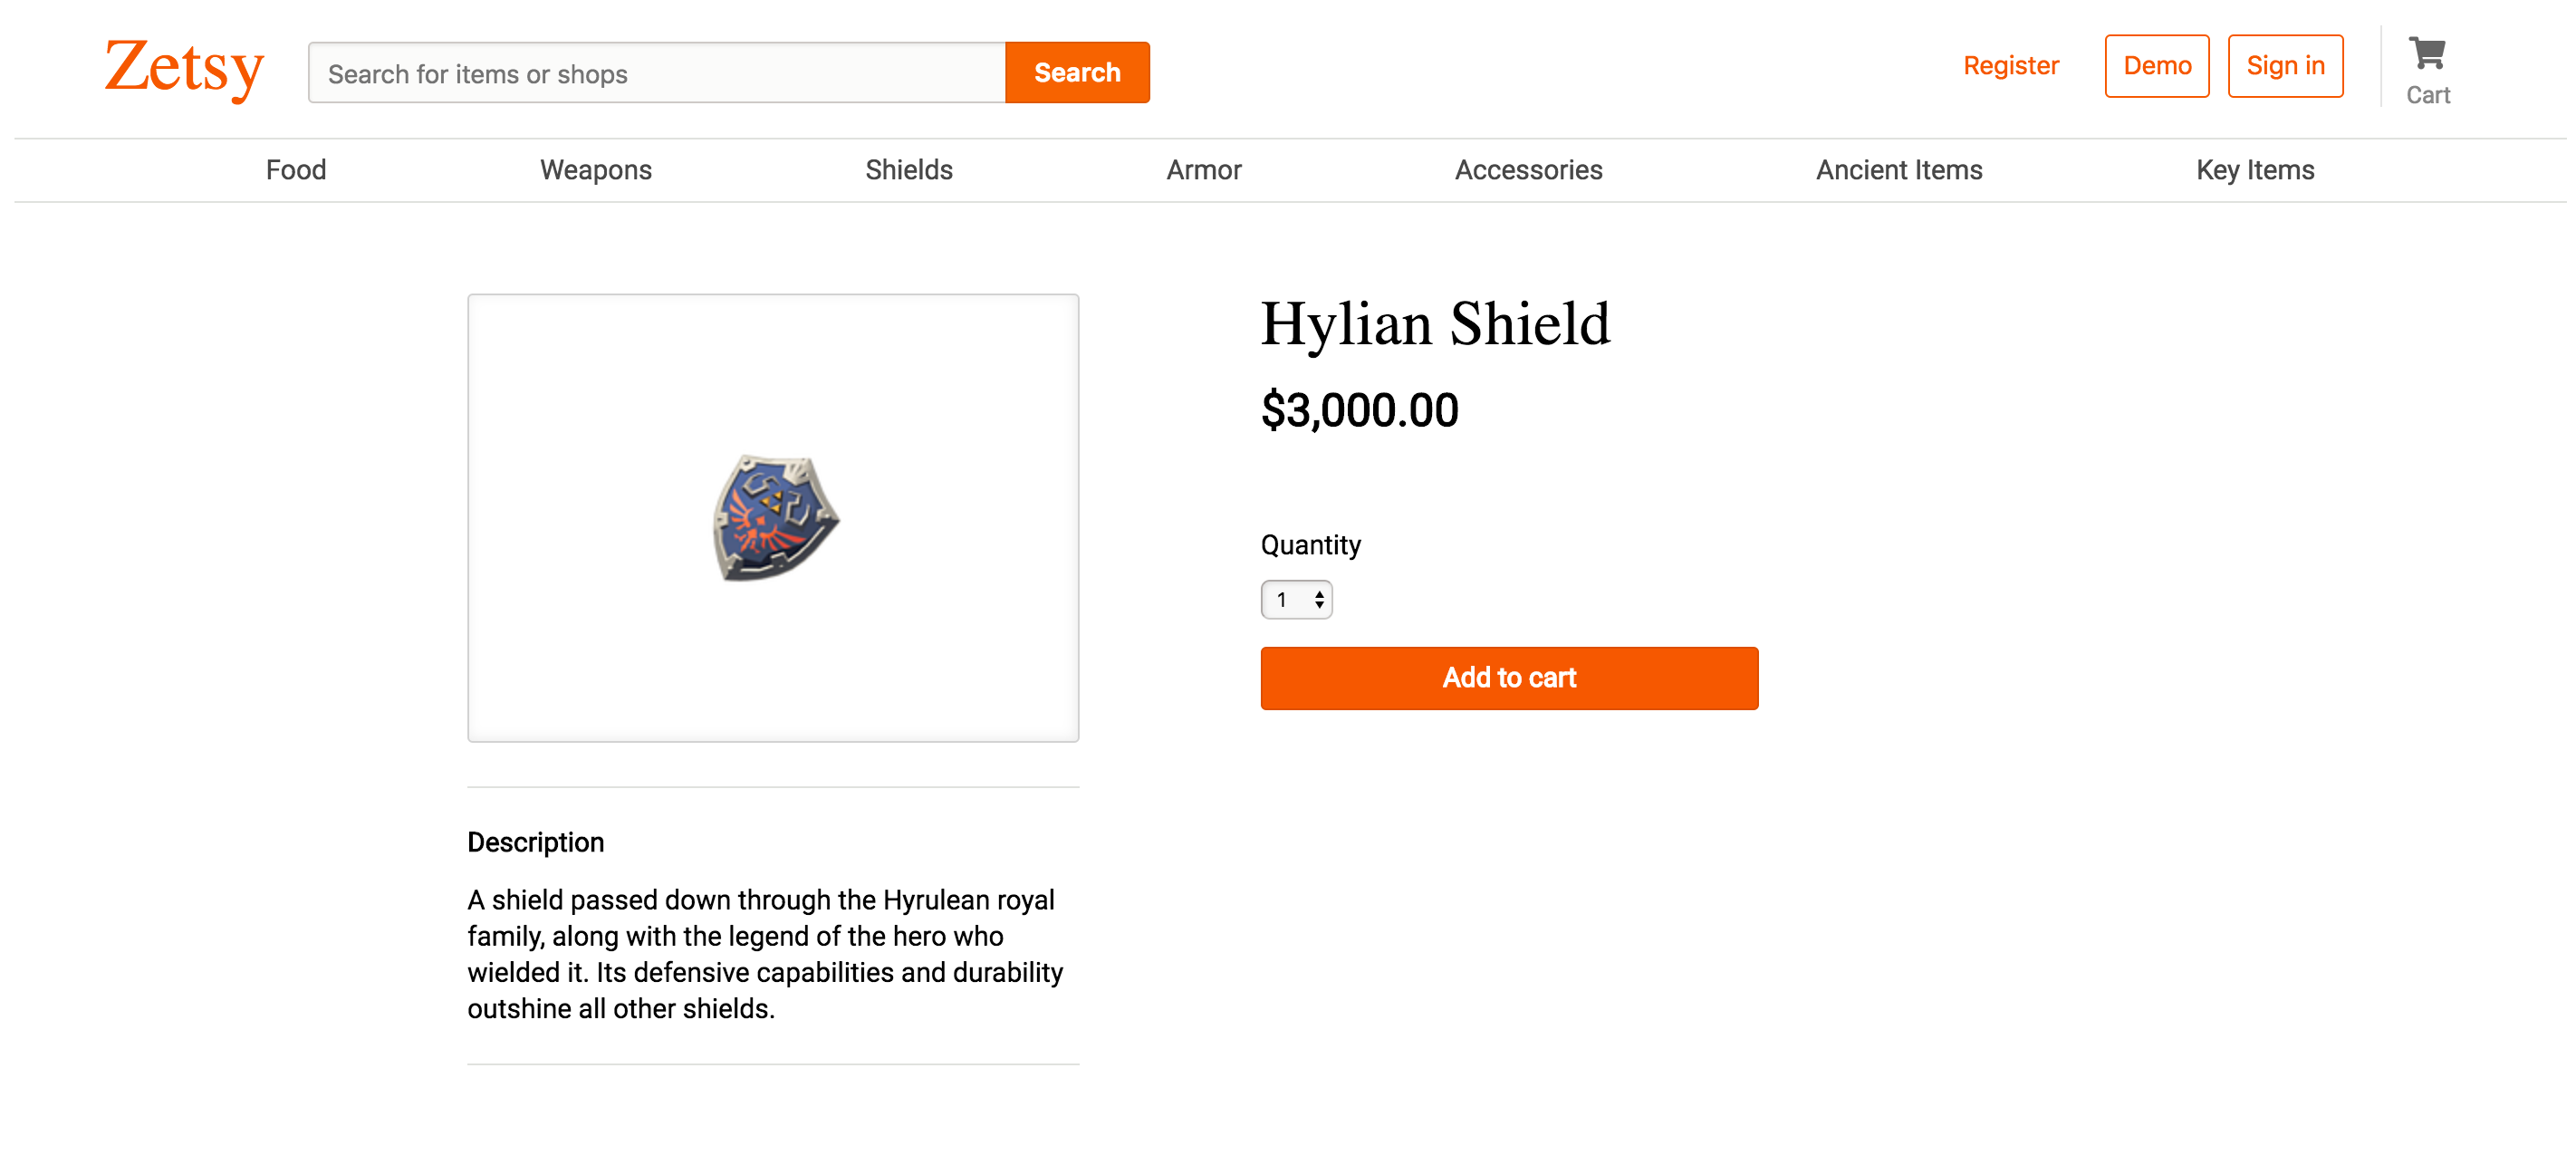 Zetsy
Search for items or shops
Search
Register
Demo
Sign in
Cart
Food
Weapons
Shields
Armor
Accessories
Ancient Items
Key Items
Hylian Shield
$3,000.00
Quantity
1
Add to cart
Description
A shield passed down through the Hyrulean royal
family, along with the legend of the hero who
wielded it. Its defensive capabilities and durability
outshine all other shields.